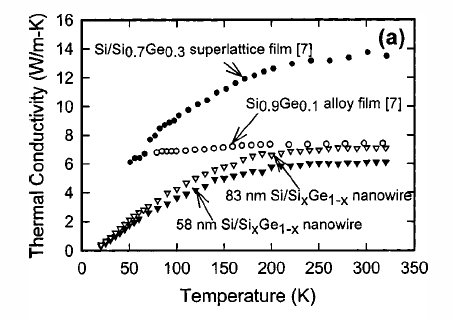 (a)
Thermal Conductivity (W/m-K)
16
14
12
10
8
6
4
2
0
Si/Si0.7Ge0.3 superlattice film [7]
Si0.9Ge0.1 alloy film [7]
83 nm Si/SixGe1-x nanowire
58 nm Si/SixGe1-x nanowire
0 50 100 150 200 250 300 350
Temperature (K)